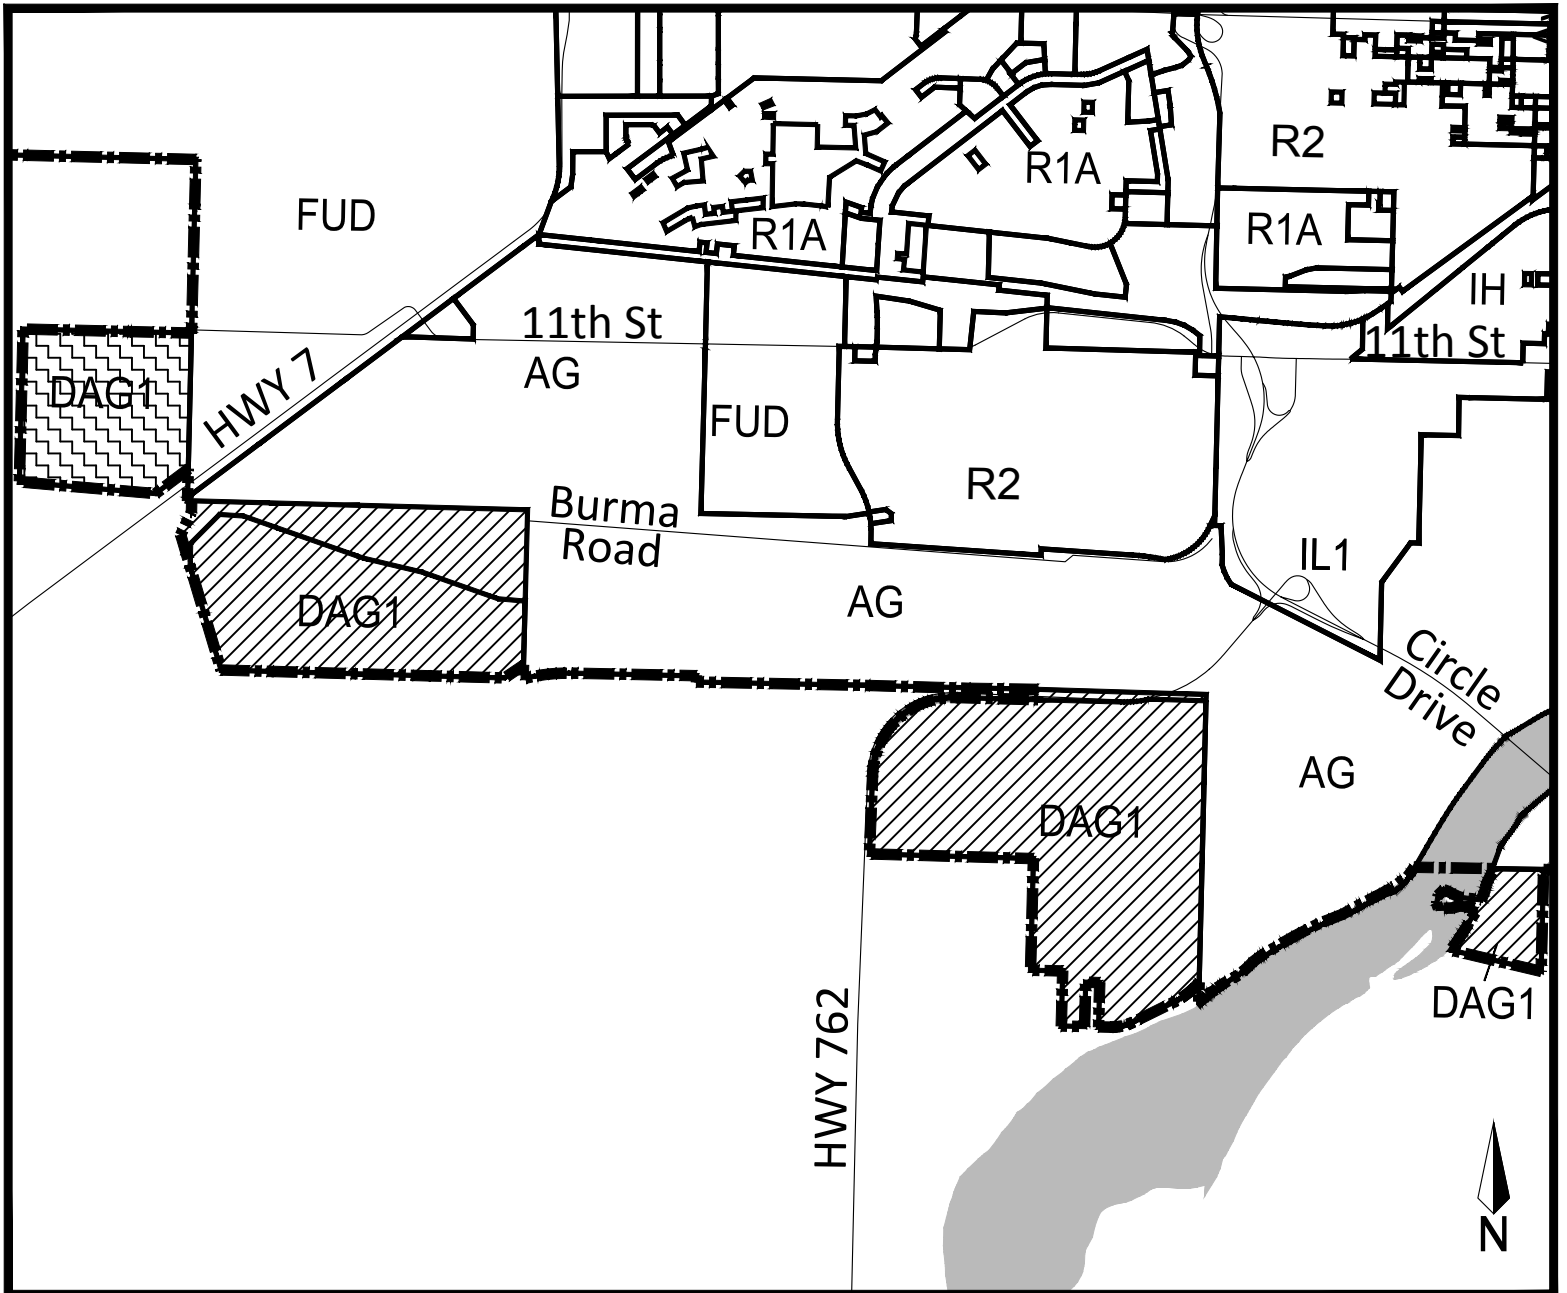 R2
R1A
FUD
R1A
R1A
IH
11th St
11th St
AG
DAG1
HWY 7
FUD
R2
Burma
Road
IL1
DAG1
AG
Circle
Drive
AG
DAG1
DAG1
HWY 762
N